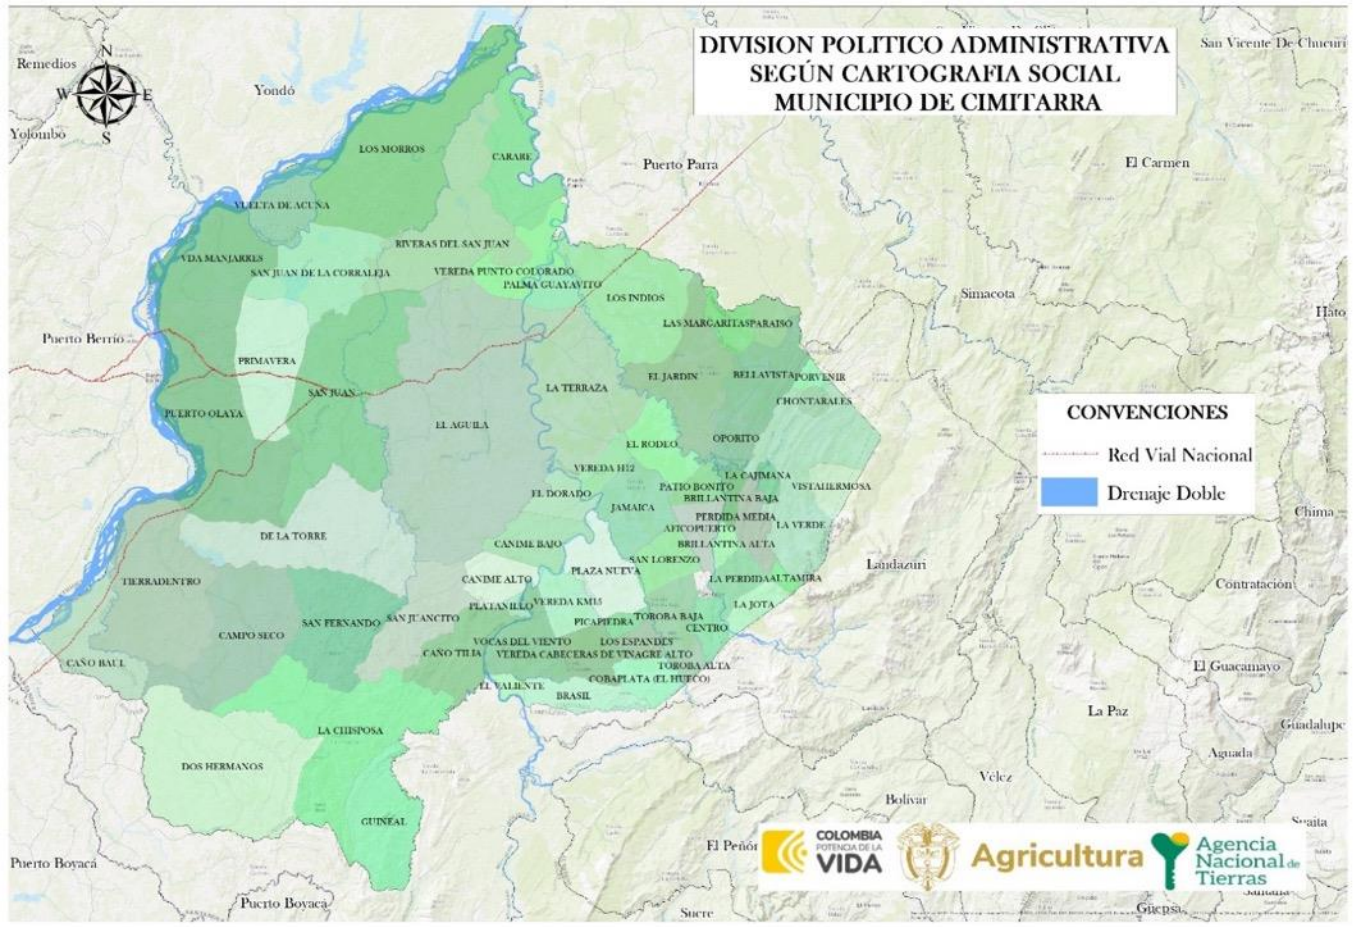 DIVISION POLITICO ADMINISTRATIVA
SEGÚN CARTOGRAFIA SOCIAL
MUNICIPIO DE CIMITARRA
San Vicente De Chucurí
N
Remedios
W
E
S
Yondó
Yolombo
LOS MORROS
CARARE
Puerto Parra
El Carmen
VUELTA DE ACUÑA
VDA MANJARRES
RIVERAS DEL SAN JUAN
SAN JUAN DE LA CORRALEJA
VEREDA PUNTO COLORADO
PALMA GUAYAVITO
LOS INDIOS
Simacota
Hato
LAS MARGARITAS
PARAISO
Puerto Berrío
PRIMAVERA
SAN JUAN
LA TERRAZA
EL JARDIN
BELLAVISTA
PORVENIR
CHONTARALES
PUERTO OLAYA
EL AGUILA
EL RODEO
OPORITO
CONVENCIONES
Red Vial Nacional
Drenaje Doble
VEREDA H12
LA CAJIMANA
EL DORADO
PATIO BONITO
VISTAHERMOSA
BRILLANTINA BAJA
JAMAICA
PERDIDA MEDIA
AFICOPUERTO
LA VERDE
Chima
DE LA TORRE
CANIME BAJO
BRILLANTINA ALTA
SAN LORENZO
Landazuri
PLAZA NUEVA
TIERRADENTRO
CANIME ALTO
LA PERDIDA
ALTAMIRA
Contratación
PLATANILLO
VEREDA KM15
LA JOTA
CAMPO SECO
SAN FERNANDO
SAN JUANCITO
PICAPIEDRA
TOROBA BAJA
CENTRO
VOCAS DEL VIENTO
LOS ESPANDES
CAÑO BAUL
CAÑO TILIA
VEREDA CABECERAS DE VINAGRE ALTO
TOROBA ALTA
El Guacamayo
COBAPLATA (EL HUECO)
EL VALIENTE
BRASIL
La Paz
Guadalupe
LA CHISPOSA
Aguada
DOS HERMANOS
Vélez
Bolívar
GUINEAL
Suaita
El Peñón
COLOMBIA
POTENCIA DE LA
VIDA
Agricultura
Agencia
Nacional de
Tierras
Puerto Boyacá
Puerto Boyacá
Santana
Sucre
Güepsa